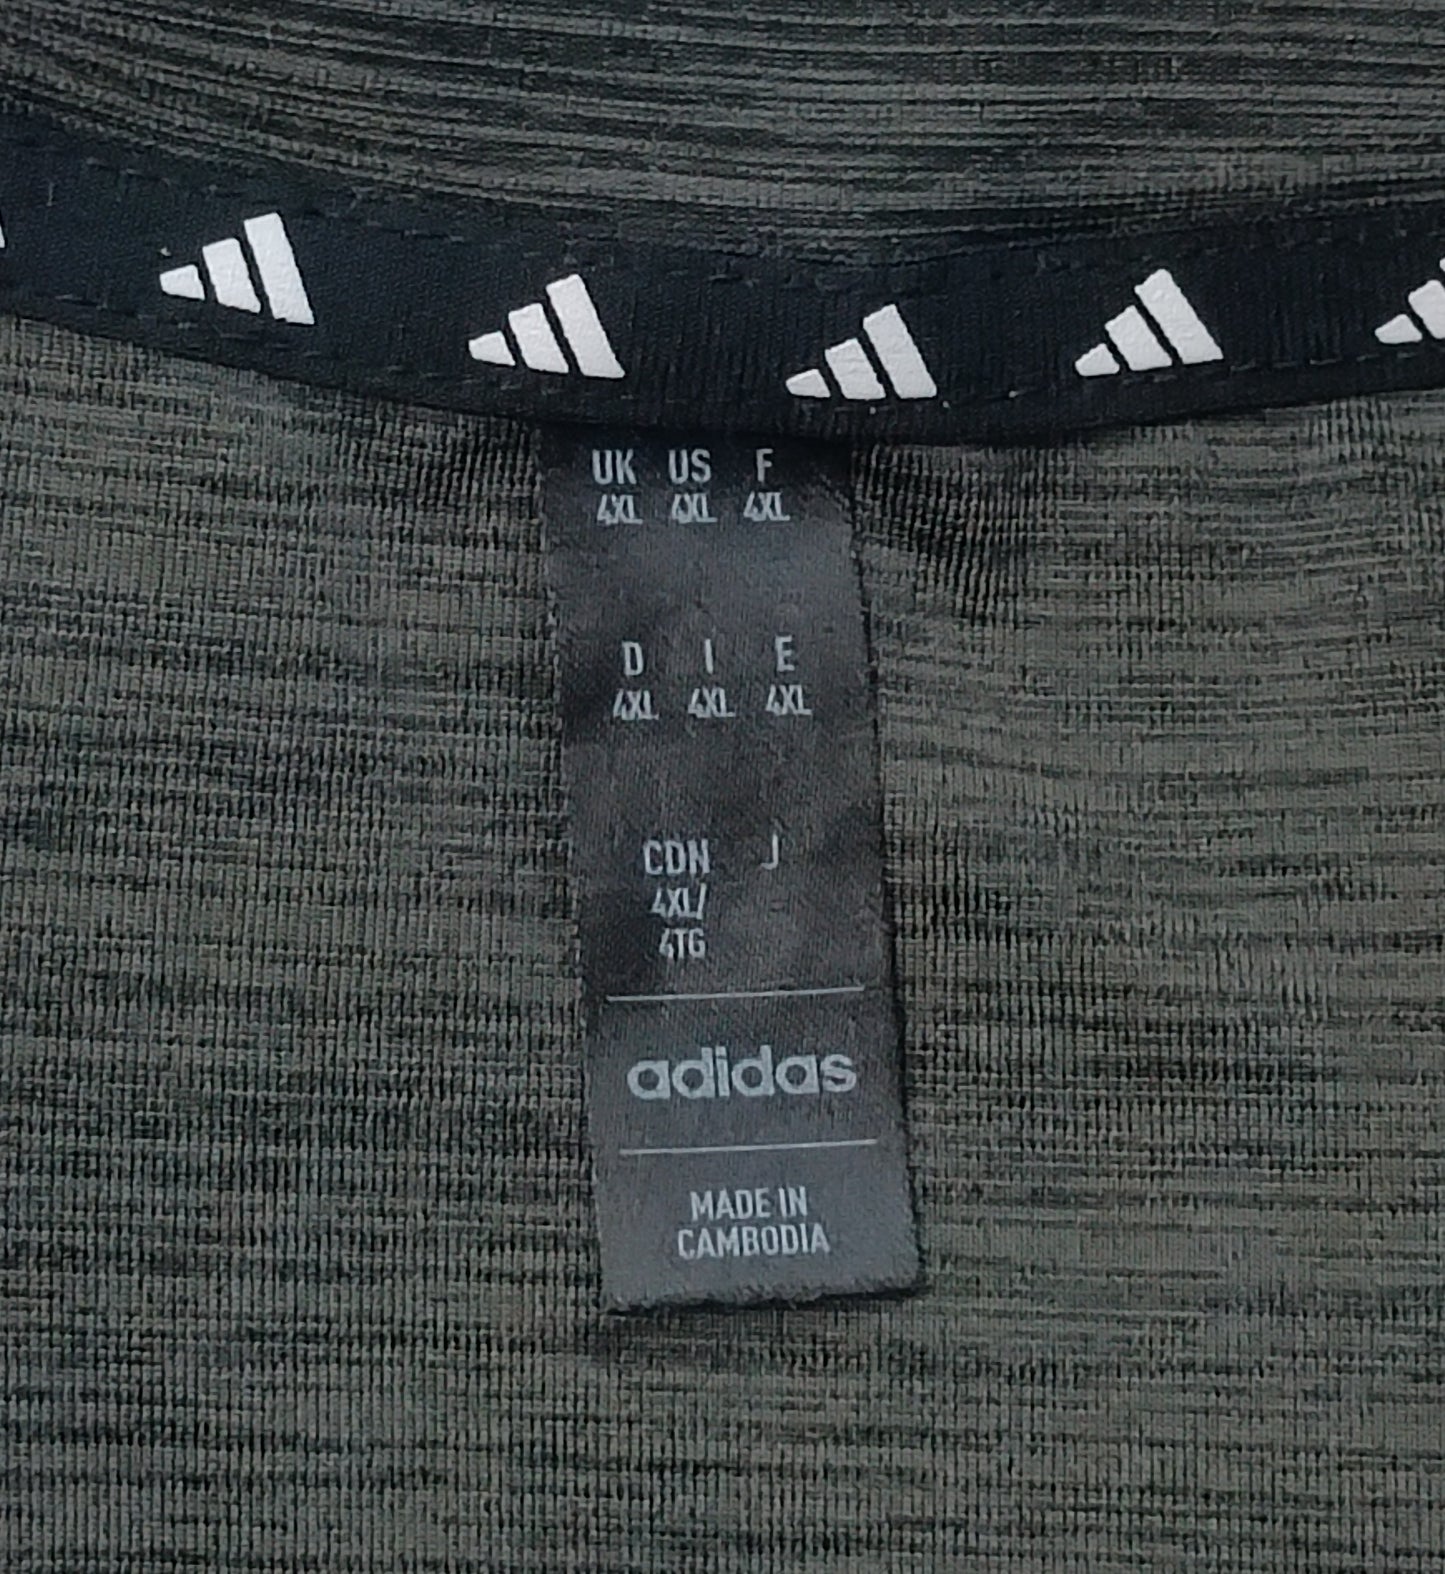 UK US F
4XL 4XL 4XL
D I E
4XL 4XL 4XL
CDN J
4XL/
4TG
adidas
MADE IN
CAMBODIA